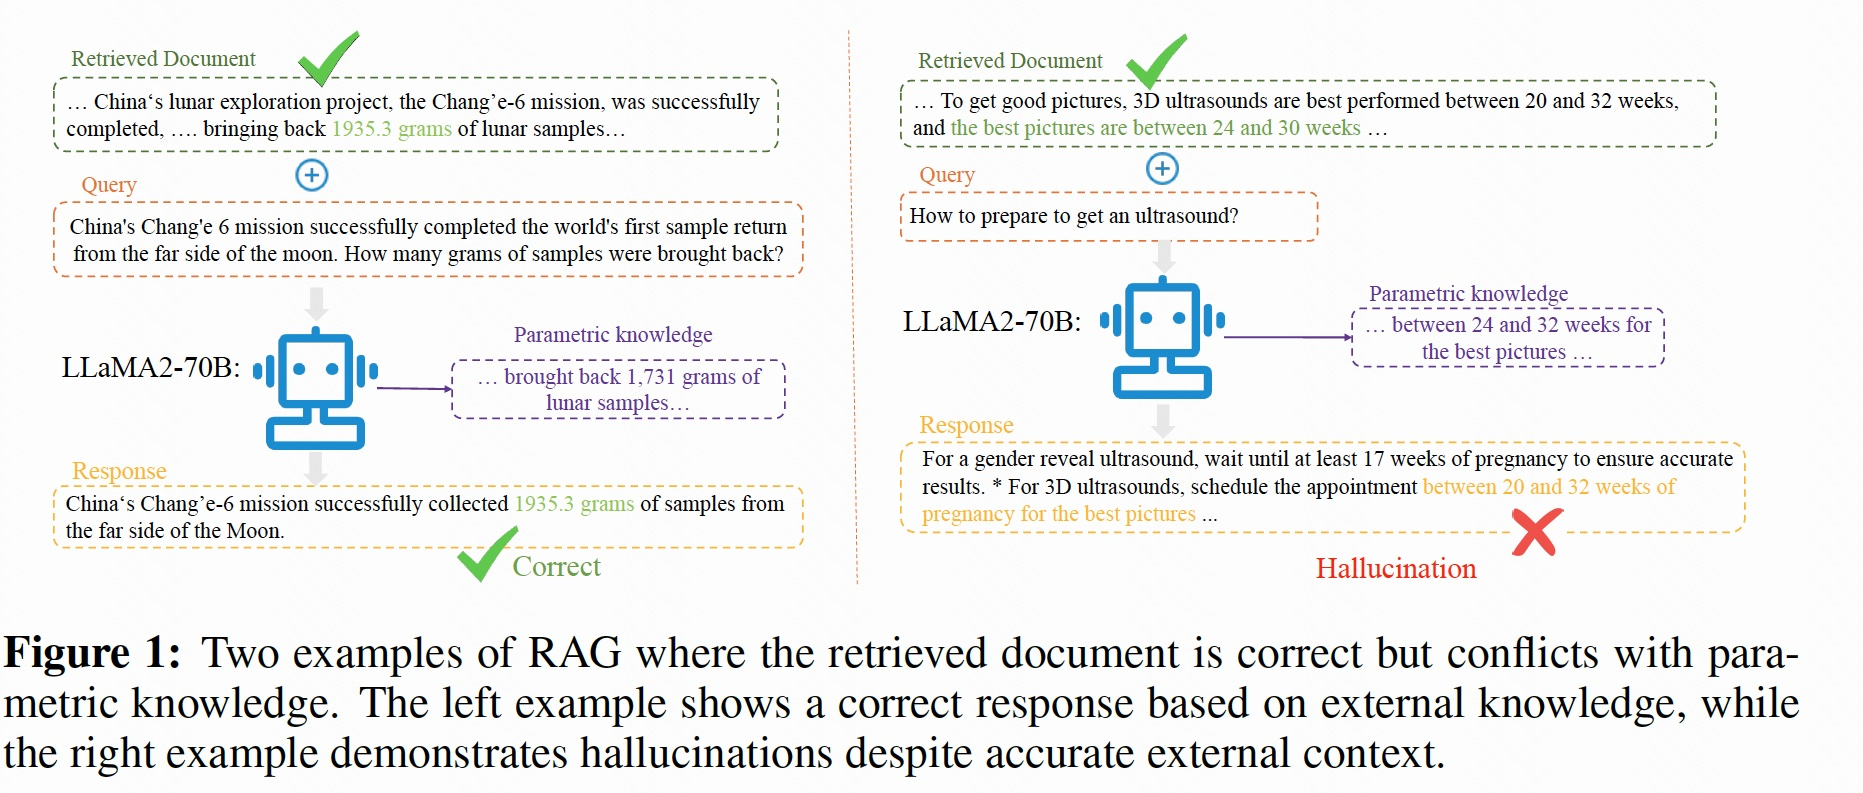 Retrieved Document
… China‘s lunar exploration project, the Chang’e-6 mission, was successfully
completed, …. bringing back 1935.3 grams of lunar samples…
Query
China's Chang'e 6 mission successfully completed the world's first sample return
from the far side of the moon. How many grams of samples were brought back?
LLaMA2-70B:
Parametric knowledge
… brought back 1,731 grams of
lunar samples…
Response
China‘s Chang’e-6 mission successfully collected 1935.3 grams of samples from
the far side of the Moon.
Correct
Retrieved Document
… To get good pictures, 3D ultrasounds are best performed between 20 and 32 weeks,
and the best pictures are between 24 and 30 weeks …
Query
How to prepare to get an ultrasound?
LLaMA2-70B:
Parametric knowledge
… between 24 and 32 weeks for
the best pictures …
Response
For a gender reveal ultrasound, wait until at least 17 weeks of pregnancy to ensure accurate
results. * For 3D ultrasounds, schedule the appointment between 20 and 32 weeks of
pregnancy for the best pictures ...
Hallucination
Figure 1: Two examples of RAG where the retrieved document is correct but conflicts with para-
metric knowledge. The left example shows a correct response based on external knowledge, while
the right example demonstrates hallucinations despite accurate external context.